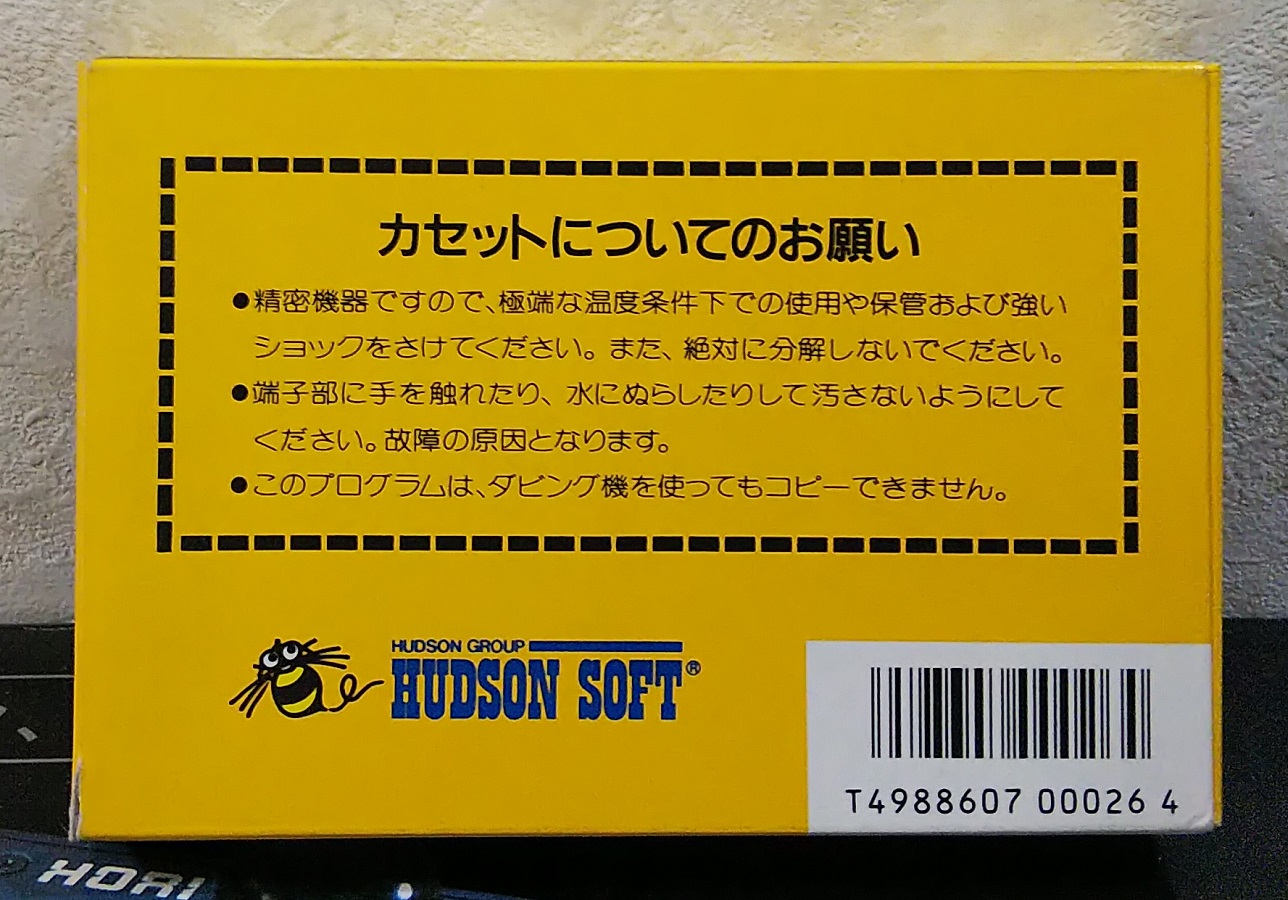 カセットについてのお願い
●精密機器ですので、極端な温度条件下での使用や保管および強い
ショックをさけてください。また、絶対に分解しないでください。
●端子部に手を触れたり、水にぬらしたりして汚さないようにして
ください。故障の原因となります。
●このプログラムは、ダビング機を使ってもコピーできません。
HUDSON GROUP
HUDSON SOFT®
T4988607 00026 4
HORI